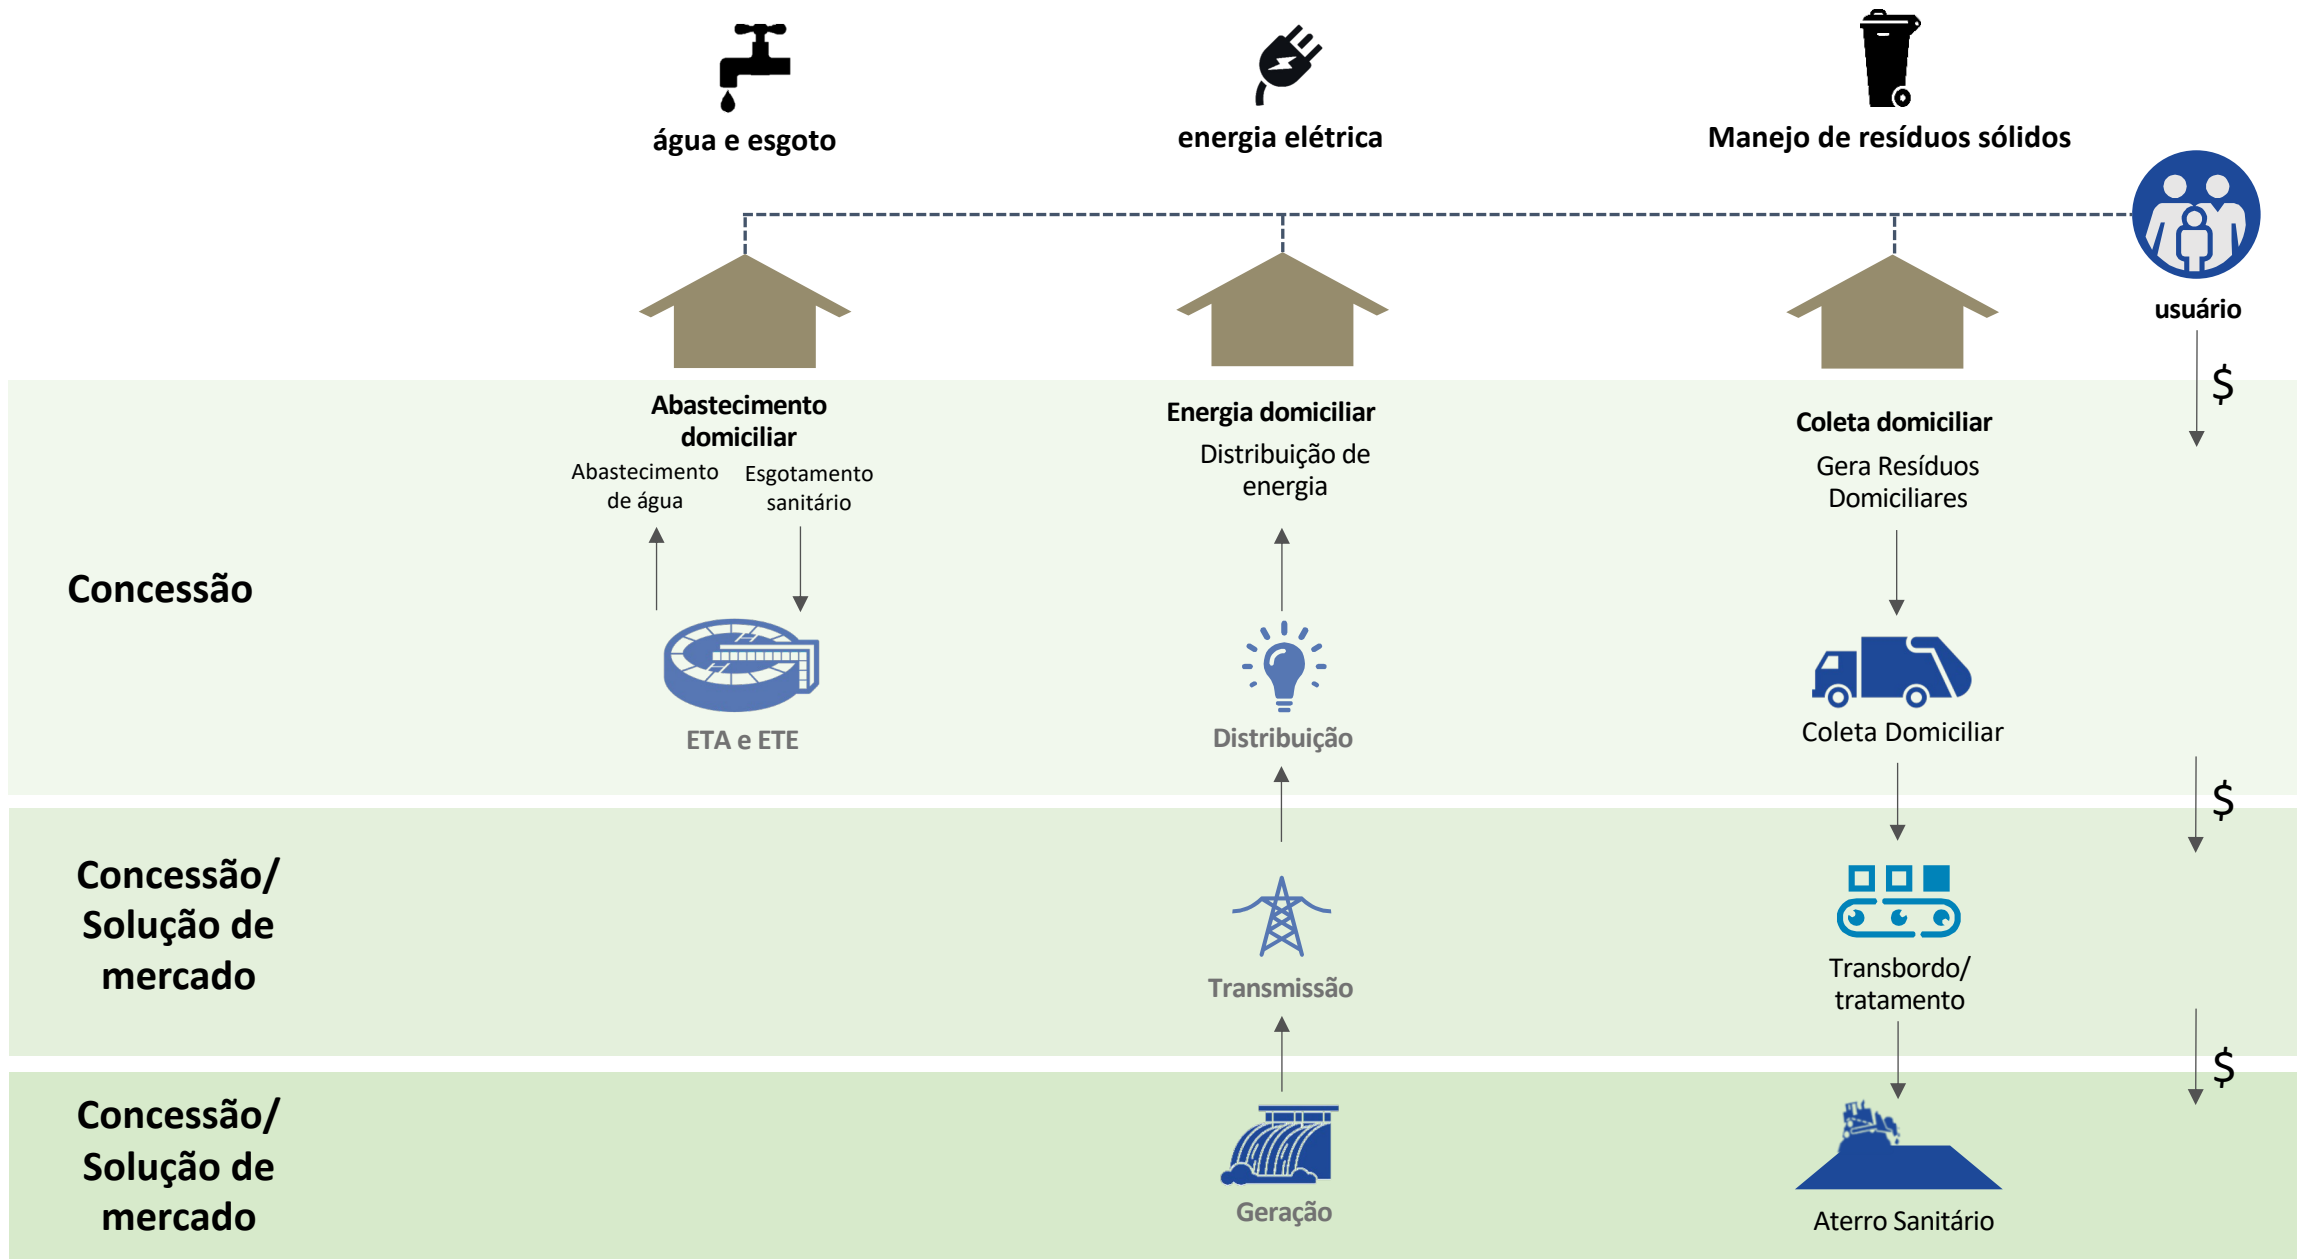 água e esgoto
energia elétrica
Manejo de resíduos sólidos
usuário
$
Concessão
Abastecimento
domiciliar
Abastecimento
de água
Esgotamento
sanitário
ETA e ETE
Energia domiciliar
Distribuição de
energia
Distribuição
Coleta domiciliar
Gera Resíduos
Domiciliares
Coleta Domiciliar
$
Concessão/
Solução de
mercado
Transmissão
Transbordo/
tratamento
$
Concessão/
Solução de
mercado
Geração
Aterro Sanitário